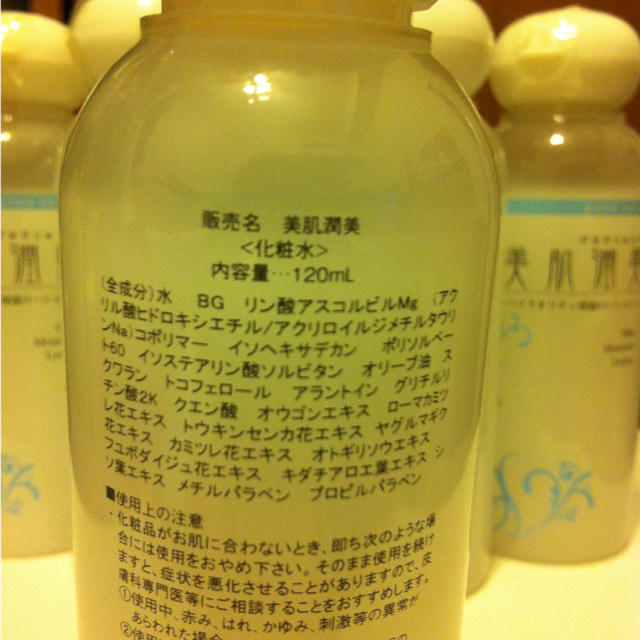 販売名 美肌潤美
<化粧水>
内容量…120mL
(全成分)水 BG リン酸アスコルビルMg (アク
リル酸ヒドロキシエチル/アクリロイルジメチルタウリ
ンNa)コポリマー イソヘキサデカン ポリソルベー
ト60 イソステアリン酸ソルビタン オリーブ油 ス
クワラン トコフェロール アラントイン グリチルリ
チン酸2K クエン酸 オウゴンエキス ローマカミツ
レ花エキス トウキンセンカ花エキス ヤグルマギク
花エキス カミツレ花エキス オトギリソウエキス
フユボダイジュ花エキス キダチアロエ葉エキス シ
ソ葉エキス メチルパラベン プロピルパラベン
■使用上の注意
・化粧品がお肌に合わないとき、即ち次のような場
合には使用をおやめ下さい。そのまま使用を続け
ますと、症状を悪化させることがありますので、皮
膚科専門医等にご相談することをおすすめします。
①使用中、赤み、はれ、かゆみ、刺激等の異常が
あらわれた場合
②使用
潤
美肌潤美